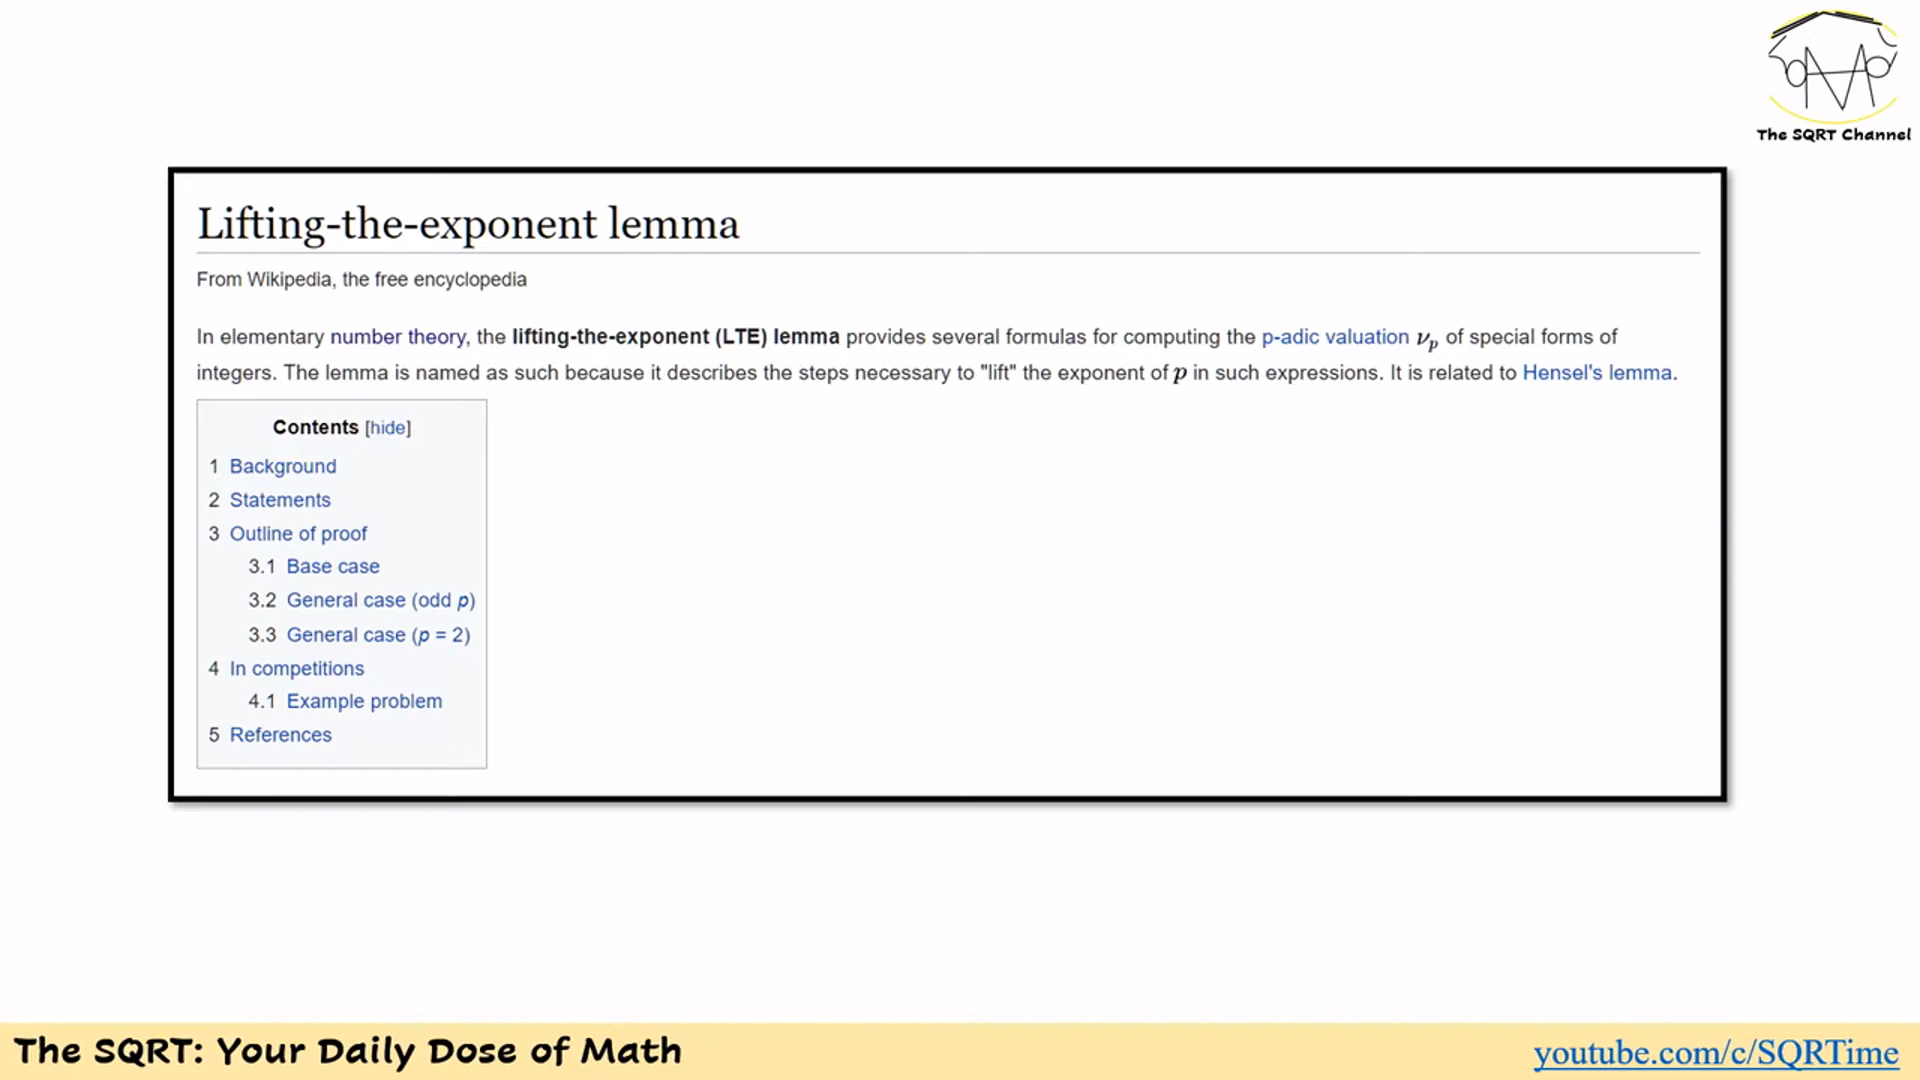 The SQRT Channel
Lifting-the-exponent lemma
From Wikipedia, the free encyclopedia
In elementary number theory, the lifting-the-exponent (LTE) lemma provides several formulas for computing the p-adic valuation νₚ of special forms of
integers. The lemma is named as such because it describes the steps necessary to "lift" the exponent of p in such expressions. It is related to Hensel's lemma.
Contents [hide]
1 Background
2 Statements
3 Outline of proof
3.1 Base case
3.2 General case (odd p)
3.3 General case (p = 2)
4 In competitions
4.1 Example problem
5 References
The SQRT: Your Daily Dose of Math
youtube.com/c/SQRTime